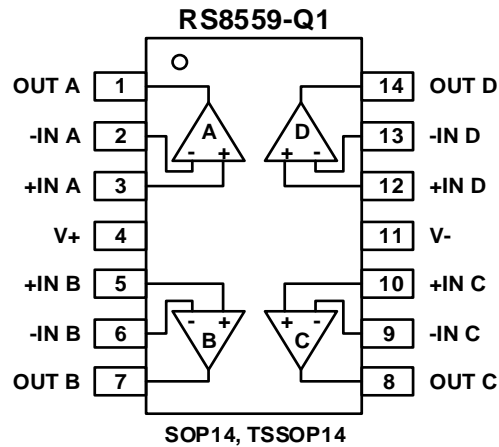 RS8559-Q1
OUT A 1 14 OUT D
-IN A 2 A D 13 -IN D
- + + -
+IN A 3 12 +IN D
V+ 4 11 V-
+IN B 5 10 +IN C
- + + -
-IN B 6 B C 9 -IN C
OUT B 7 8 OUT C
SOP14, TSSOP14